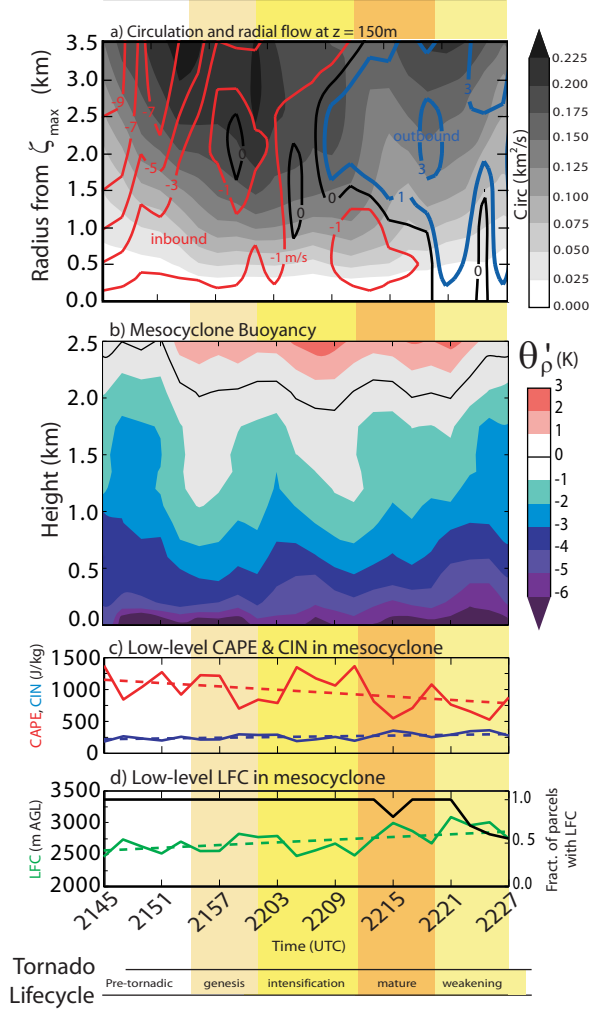 a) Circulation and radial flow at z = 150m
Radius from ζmax (km)
3.5
3.0
2.5
2.0
1.5
1.0
0.5
0.0
-9
-7
-7
-5
-3
-1
0
0
0
-1
-1 m/s
inbound
outbound
3
3
1
0
Circ (km²/s)
0.225
0.200
0.175
0.150
0.125
0.100
0.075
0.050
0.025
0.000
b) Mesocyclone Buoyancy
Height (km)
2.5
2.0
1.5
1.0
0.5
0.0
θρ' (K)
3
2
1
0
-1
-2
-3
-4
-5
-6
c) Low-level CAPE & CIN in mesocyclone
CAPE, CIN (J/kg)
1500
1000
500
0
d) Low-level LFC in mesocyclone
LFC (m AGL)
3500
3000
2500
2000
1.0
0.5
0.0
Fract. of parcels
with LFC
2145
2151
2157
2203
2209
2215
2221
2227
Time (UTC)
Tornado
Lifecycle
Pre-tornadic
genesis
intensification
mature
weakening